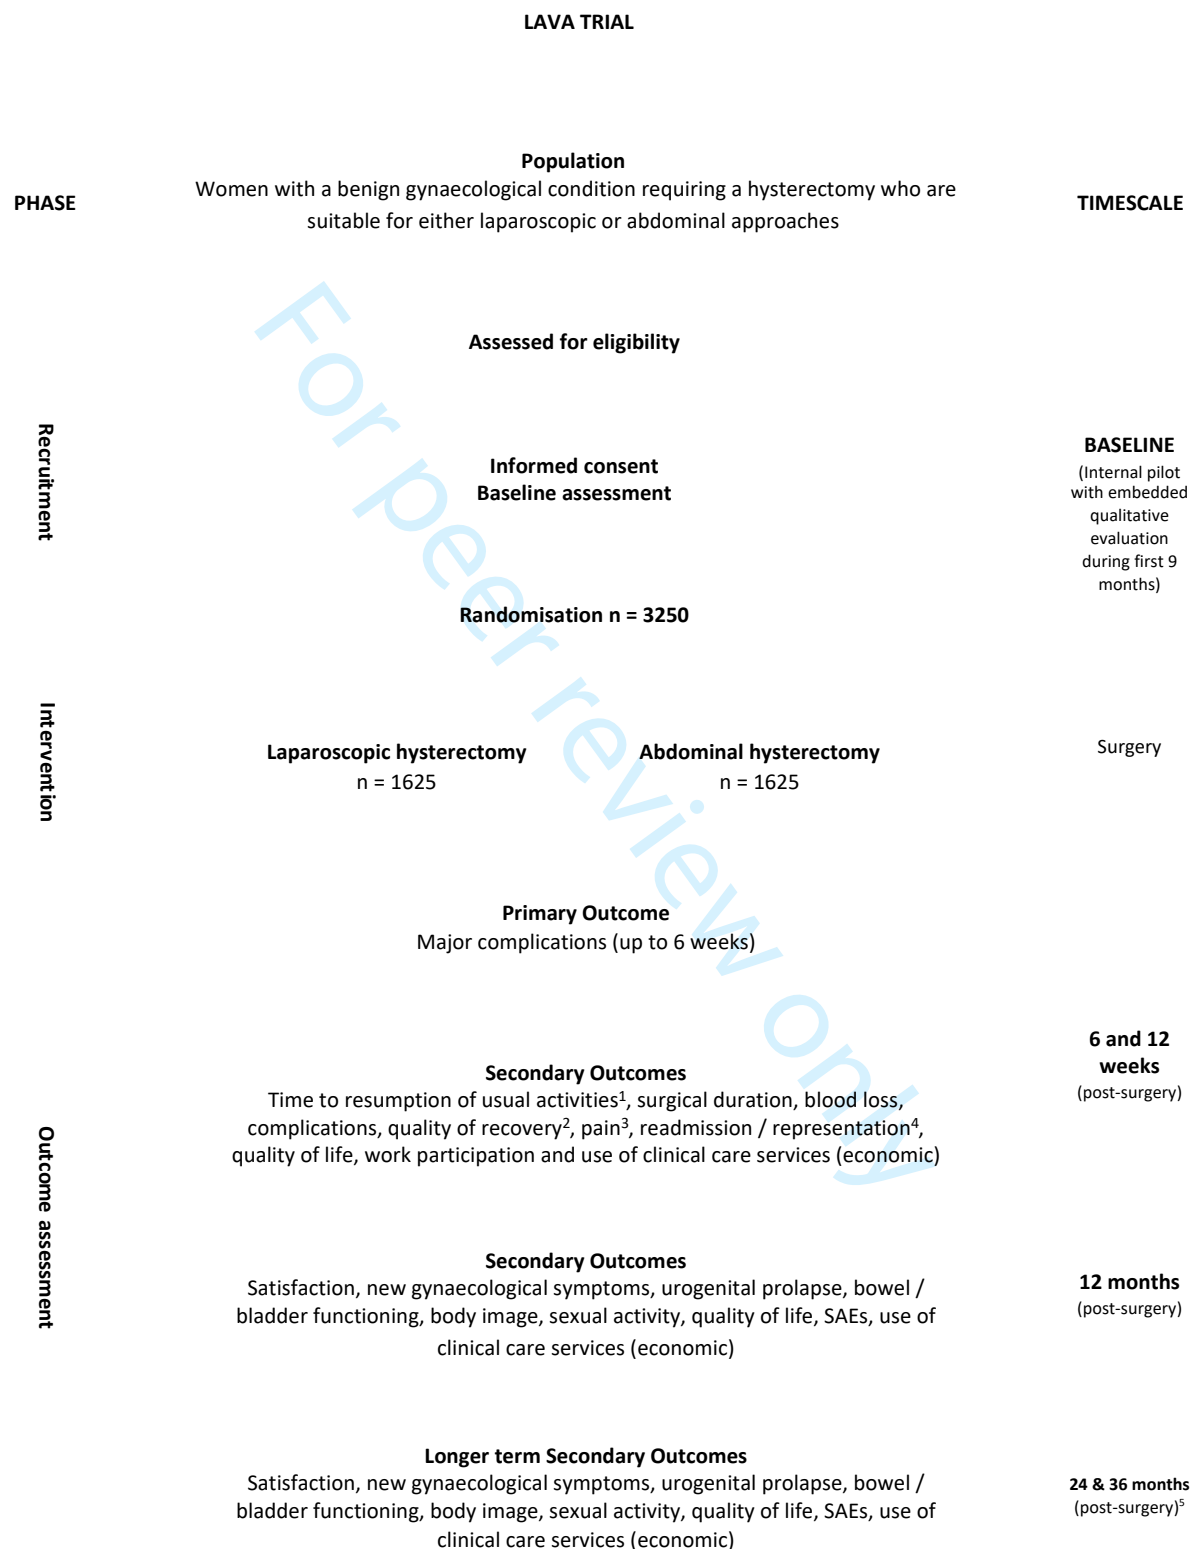 LAVA TRIAL
Population
PHASE
Women with a benign gynaecological condition requiring a hysterectomy who are
suitable for either laparoscopic or abdominal approaches
TIMESCALE
Assessed for eligibility
Recruitment
Informed consent
Baseline assessment
BASELINE
(Internal pilot
with embedded
qualitative
evaluation
during first 9
months)
Randomisation n = 3250
Intervention
Laparoscopic hysterectomy
n = 1625
Abdominal hysterectomy
n = 1625
Surgery
Primary Outcome
Major complications (up to 6 weeks)
Outcome assessment
Secondary Outcomes
Time to resumption of usual activities¹, surgical duration, blood loss,
complications, quality of recovery², pain³, readmission / representation⁴,
quality of life, work participation and use of clinical care services (economic)
6 and 12
weeks
(post-surgery)
Secondary Outcomes
Satisfaction, new gynaecological symptoms, urogenital prolapse, bowel /
bladder functioning, body image, sexual activity, quality of life, SAEs, use of
clinical care services (economic)
12 months
(post-surgery)
Longer term Secondary Outcomes
Satisfaction, new gynaecological symptoms, urogenital prolapse, bowel /
bladder functioning, body image, sexual activity, quality of life, SAEs, use of
clinical care services (economic)
24 & 36 months
(post-surgery)⁵
For peer review only